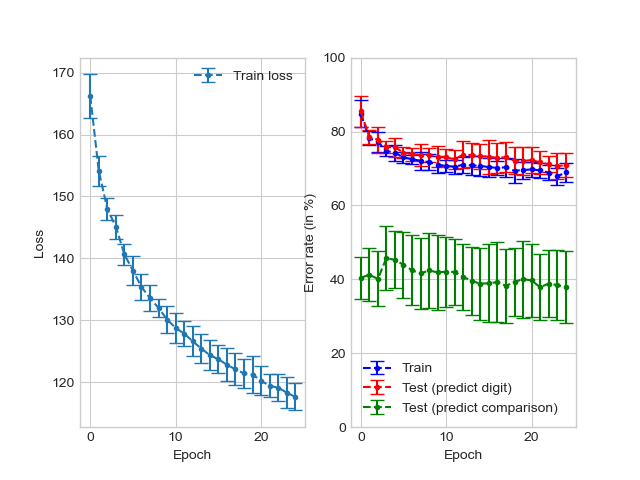 170
160
150
140
130
120
Loss
0
10
20
Epoch
Train loss
100
80
60
40
20
0
Error rate (in %)
0
10
20
Epoch
Train
Test (predict digit)
Test (predict comparison)